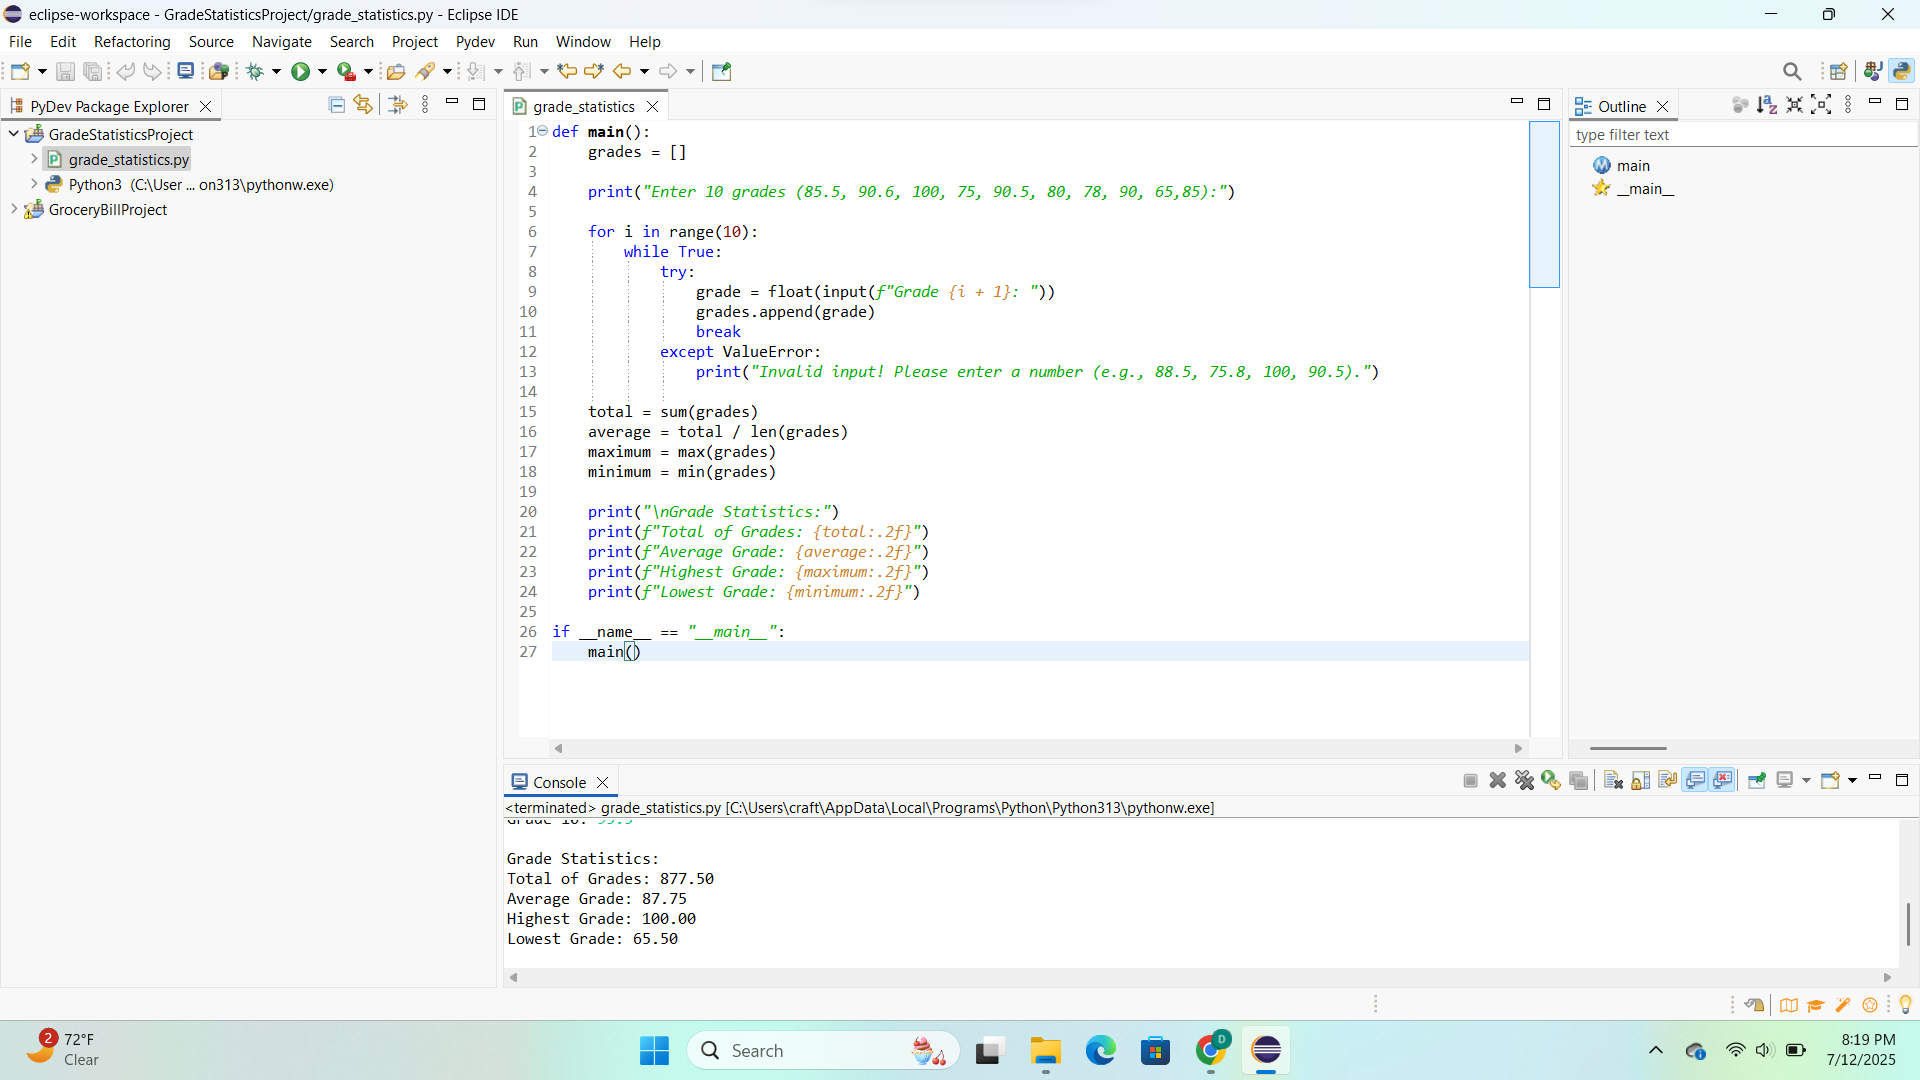 eclipse-workspace - GradeStatisticsProject/grade_statistics.py - Eclipse IDE
File Edit Refactoring Source Navigate Search Project Pydev Run Window Help
PyDev Package Explorer
GradeStatisticsProject
grade_statistics.py
Python3 (C:\User ... on313\pythonw.exe)
GroceryBillProject
grade_statistics
1 def main():
2     grades = []
3
4     print("Enter 10 grades (85.5, 90.6, 100, 75, 90.5, 80, 78, 90, 65,85):")
5
6     for i in range(10):
7         while True:
8             try:
9                 grade = float(input(f"Grade {i + 1}: "))
10                 grades.append(grade)
11                 break
12             except ValueError:
13                 print("Invalid input! Please enter a number (e.g., 88.5, 75.8, 100, 90.5).")
14
15     total = sum(grades)
16     average = total / len(grades)
17     maximum = max(grades)
18     minimum = min(grades)
19
20     print("\nGrade Statistics:")
21     print(f"Total of Grades: {total:.2f}")
22     print(f"Average Grade: {average:.2f}")
23     print(f"Highest Grade: {maximum:.2f}")
24     print(f"Lowest Grade: {minimum:.2f}")
25
26 if __name__ == "__main__":
27     main()
Outline
type filter text
main
__main__
Console
<terminated> grade_statistics.py [C:\Users\craft\AppData\Local\Programs\Python\Python313\pythonw.exe]
Grade Statistics:
Total of Grades: 877.50
Average Grade: 87.75
Highest Grade: 100.00
Lowest Grade: 65.50
2
72°F
Clear
Search
D
8:19 PM
7/12/2025